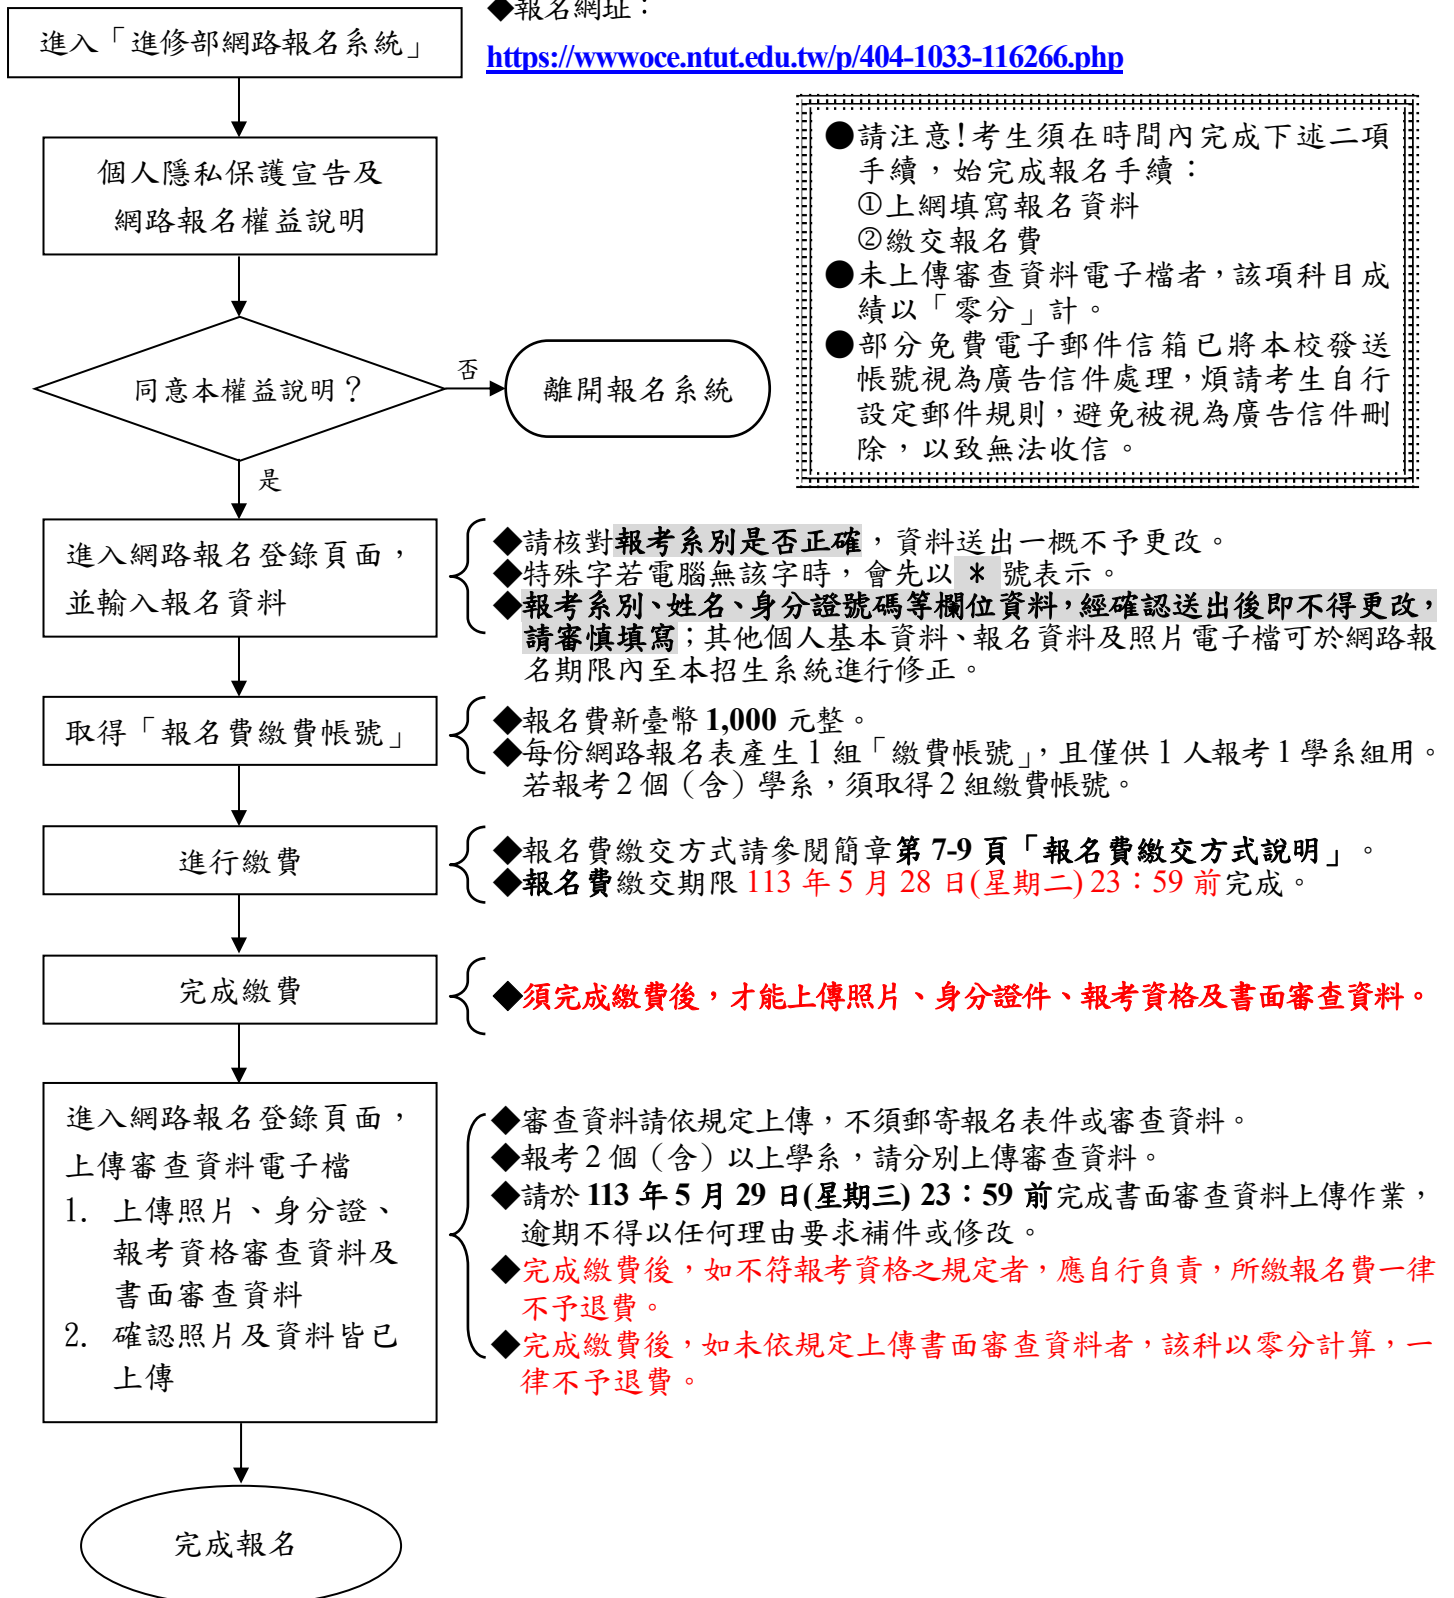 ◆報名網址：
進入「進修部網路報名系統」
https://wwwoce.ntut.edu.tw/p/404-1033-116266.php
●請注意!考生須在時間內完成下述二項
手續，始完成報名手續：
①上網填寫報名資料
②繳交報名費
●未上傳審查資料電子檔者，該項科目成
績以「零分」計。
●部分免費電子郵件信箱已將本校發送
帳號視為廣告信件處理，煩請考生自行
設定郵件規則，避免被視為廣告信件刪
除，以致無法收信。
個人隱私保護宣告及
網路報名權益說明
同意本權益說明？
否
離開報名系統
是
進入網路報名登錄頁面，
並輸入報名資料
◆請核對報考系別是否正確，資料送出一概不予更改。
◆特殊字若電腦無該字時，會先以 * 號表示。
◆報考系別、姓名、身分證號碼等欄位資料，經確認送出後即不得更改，
請審慎填寫；其他個人基本資料、報名資料及照片電子檔可於網路報
名期限內至本招生系統進行修正。
取得「報名費繳費帳號」
◆報名費新臺幣 1,000 元整。
◆每份網路報名表產生 1 組「繳費帳號」，且僅供 1 人報考 1 學系組用。
若報考 2 個（含）學系，須取得 2 組繳費帳號。
進行繳費
◆報名費繳交方式請參閱簡章第 7-9 頁「報名費繳交方式說明」。
◆報名費繳交期限 113 年 5 月 28 日(星期二) 23：59 前完成。
完成繳費
◆須完成繳費後，才能上傳照片、身分證件、報考資格及書面審查資料。
進入網路報名登錄頁面，
上傳審查資料電子檔
1. 上傳照片、身分證、
報考資格審查資料及
書面審查資料
2. 確認照片及資料皆已
上傳
◆審查資料請依規定上傳，不須郵寄報名表件或審查資料。
◆報考 2 個（含）以上學系，請分別上傳審查資料。
◆請於 113 年 5 月 29 日(星期三) 23：59 前完成書面審查資料上傳作業，
逾期不得以任何理由要求補件或修改。
◆完成繳費後，如不符報考資格之規定者，應自行負責，所繳報名費一律
不予退費。
◆完成繳費後，如未依規定上傳書面審查資料者，該科以零分計算，一
律不予退費。
完成報名